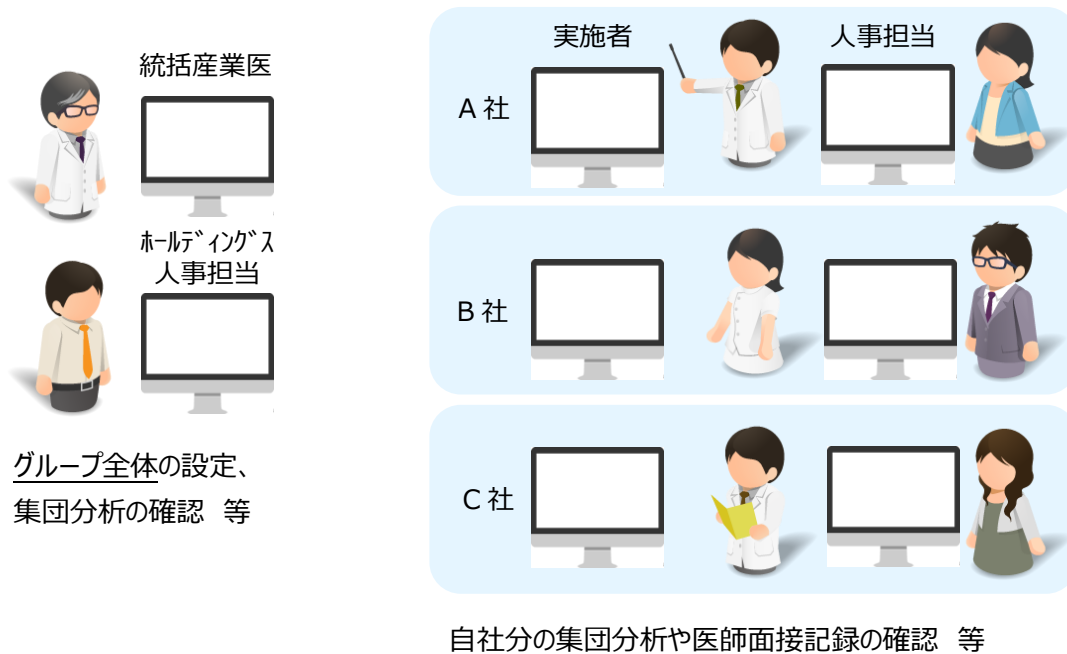 統括産業医
ﾎｰﾙﾃﾞｨﾝｸﾞｽ
人事担当
グループ全体の設定、
集団分析の確認 等
実施者
人事担当
A 社
B 社
C 社
自社分の集団分析や医師面接記録の確認 等